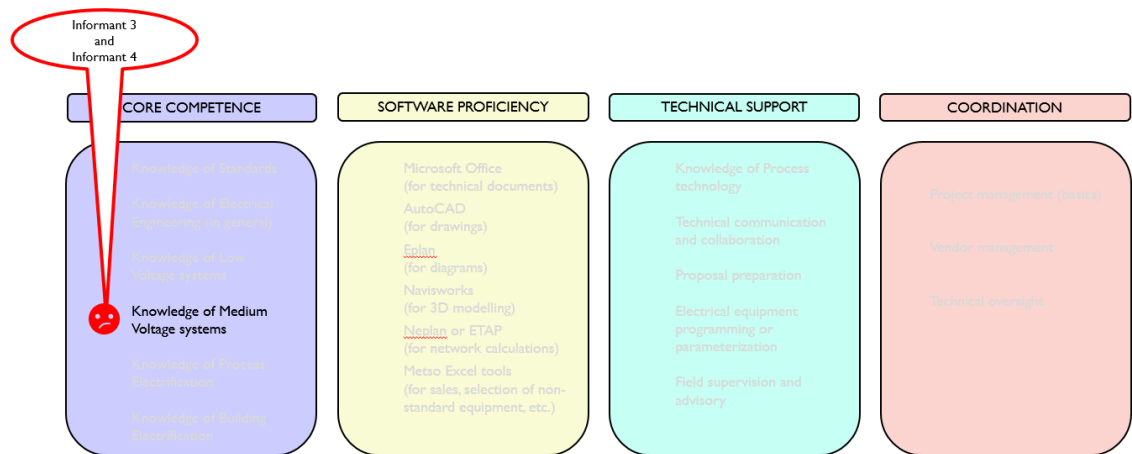 Informant 3
and
Informant 4
CORE COMPETENCE
Knowledge of Standards
Knowledge of Electrical
Engineering (in general)
Knowledge of Low
Voltage systems
Knowledge of Medium
Voltage systems
Knowledge of Process
Electrification
Knowledge of Building
Electrification
SOFTWARE PROFICIENCY
Microsoft Office
(for technical documents)
AutoCAD
(for drawings)
Eplan
(for diagrams)
Navisworks
(for 3D modelling)
Neplan or ETAP
(for network calculations)
Metso Excel tools
(for sales, selection of non-
standard equipment, etc.)
TECHNICAL SUPPORT
Knowledge of Process
technology
Technical communication
and collaboration
Proposal preparation
Electrical equipment
programming or
parameterization
Field supervision and
advisory
COORDINATION
Project management (basics)
Vendor management
Technical oversight